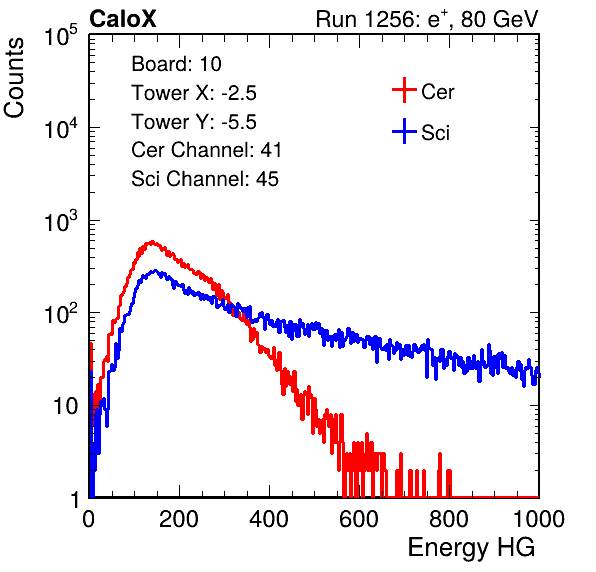 CaloX Run 1256: e⁺, 80 GeV
Board: 10
Tower X: -2.5
Tower Y: -5.5
Cer Channel: 41
Sci Channel: 45
Cer
Sci
Counts
10⁵
10⁴
10³
10²
10
1
0 200 400 600 800 1000
Energy HG